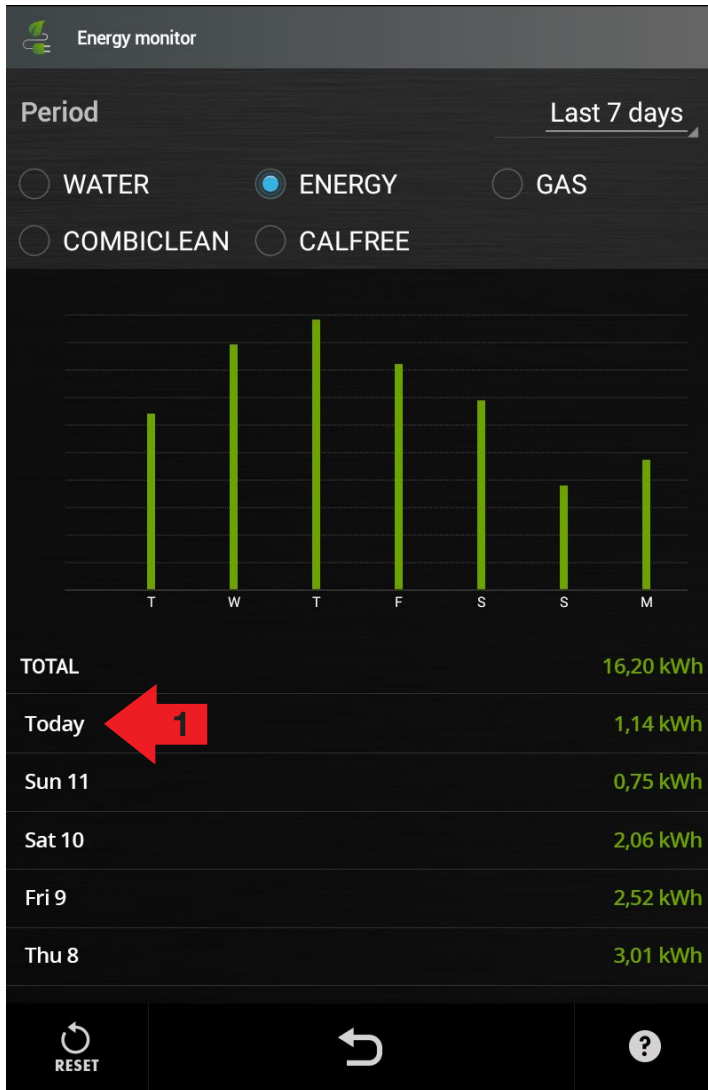 Energy monitor
Period Last 7 days
WATER ENERGY GAS
COMBICLEAN CALFREE
T W T F S S M
TOTAL 16,20 kWh
Today 1 1,14 kWh
Sun 11 0,75 kWh
Sat 10 2,06 kWh
Fri 9 2,52 kWh
Thu 8 3,01 kWh
RESET ?